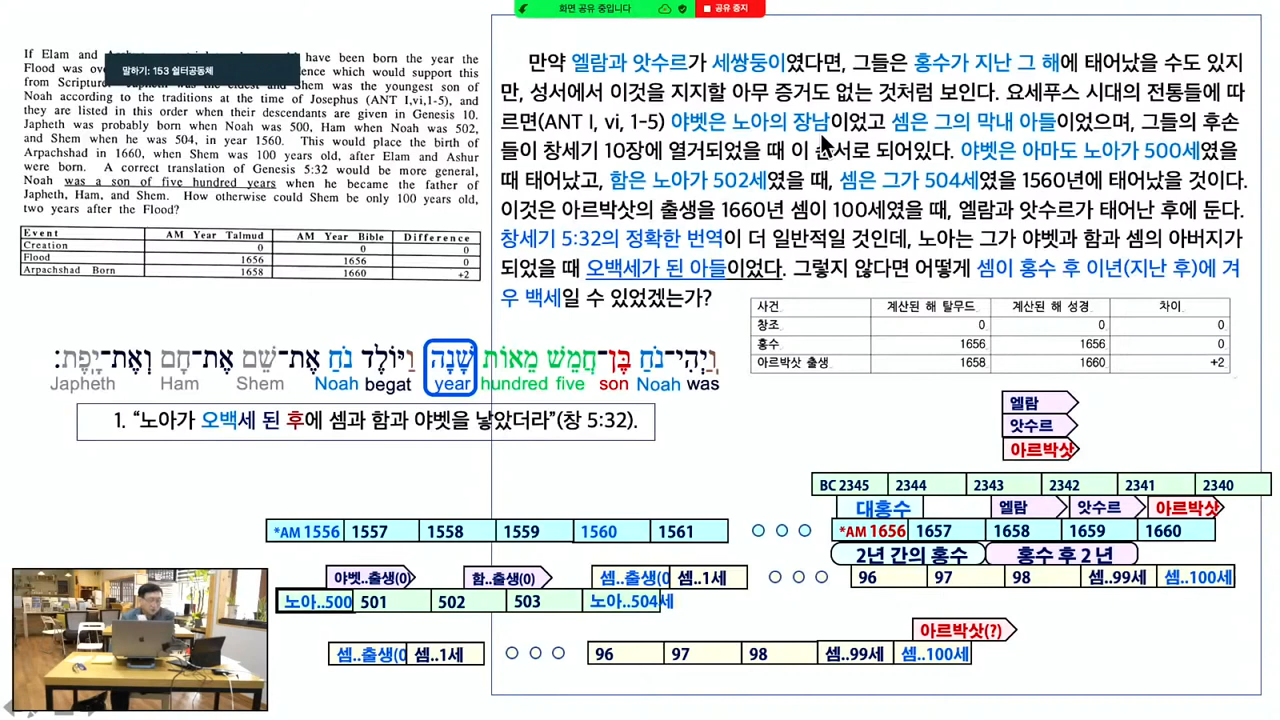 화면 공유 중입니다
공유 중지
말하기: 153 쉴터공동체
If Elam and have been born the year the
Flood was ence which would support this
from Scripture. Japheth was the eldest and Shem was the youngest son of
Noah according to the traditions at the time of Josephus (ANT I,vi,1-5), and
they are listed in this order when their descendants are given in Genesis 10.
Japheth was probably born when Noah was 500, Ham when Noah was 502,
and Shem when he was 504, in year 1560. This would place the birth of
Arpachshad in 1660, when Shem was 100 years old, after Elam and Ashur
were born. A correct translation of Genesis 5:32 would be more general,
Noah was a son of five hundred years when he became the father of
Japheth, Ham, and Shem. How otherwise could Shem be only 100 years old,
two years after the Flood?
Event AM Year Talmud AM Year Bible Difference
Creation 0 0 0
Flood 1656 1656 0
Arpachshad Born 1658 1660 +2
만약 엘람과 앗수르가 세쌍둥이였다면, 그들은 홍수가 지난 그 해에 태어났을 수도 있지
만, 성서에서 이것을 지지할 아무 증거도 없는 것처럼 보인다. 요세푸스 시대의 전통들에 따
르면(ANT I, vi, 1-5) 야벳은 노아의 장남이었고 셈은 그의 막내 아들이었으며, 그들의 후손
들이 창세기 10장에 열거되었을 때 이 순서로 되어있다. 야벳은 아마도 노아가 500세였을
때 태어났고, 함은 노아가 502세였을 때, 셈은 그가 504세였을 1560년에 태어났을 것이다.
이것은 아르박삿의 출생을 1660년 셈이 100세였을 때, 엘람과 앗수르가 태어난 후에 둔다.
창세기 5:32의 정확한 번역이 더 일반적일 것인데, 노아는 그가 야벳과 함과 셈의 아버지가
되었을 때 오백세가 된 아들이었다. 그렇지 않다면 어떻게 셈이 홍수 후 이년(지난 후)에 겨
우 백세일 수 있었겠는가?
사건 계산된 해 탈무드 계산된 해 성경 차이
창조 0 0 0
홍수 1656 1656 0
아르박삿 출생 1658 1660 +2
וַֽיְהִי־נֹחַ בֶּן־חֲמֵשׁ מֵאוֹת שָׁנָה וַיּוֹלֶד נֹחַ אֶת־שֵׁם אֶת־חָם וְאֶת־יָֽפֶת׃
Japheth Ham Shem Noah begat year hundred five son Noah was
1. “노아가 오백세 된 후에 셈과 함과 야벳을 낳았더라”(창 5:32).
엘람
앗수르
아르박삿
BC 2345 2344 2343 2342 2341 2340
대홍수 엘람 앗수르 아르박삿
*AM 1556 1557 1558 1559 1560 1561 *AM 1656 1657 1658 1659 1660
2년 간의 홍수 홍수 후 2 년
야벳..출생(0) 함..출생(0) 셈..출생(0 셈..1세 96 97 98 셈..99세 셈..100세
노아..500 501 502 503 노아..504세
아르박삿(?)
셈..출생(0 셈..1세 96 97 98 셈..99세 셈..100세